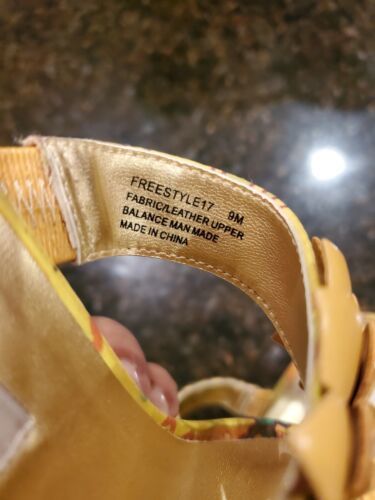 FREESTYLE17 9M
FABRIC/LEATHER UPPER
BALANCE MAN MADE
MADE IN CHINA